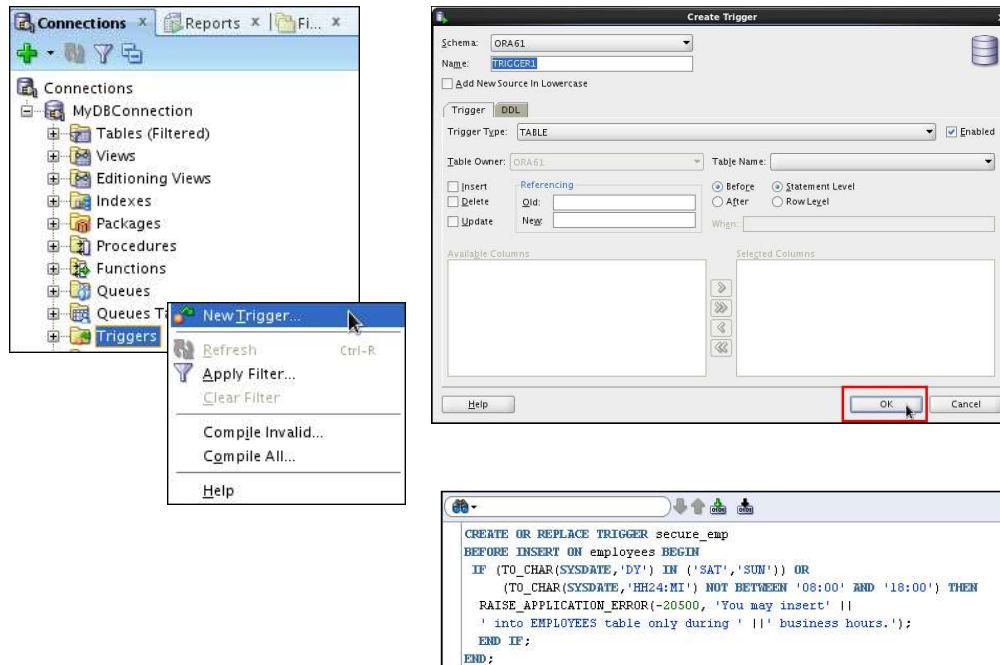 Connections
Reports
Fi...
Connections
MyDBConnection
Tables (Filtered)
Views
Editioning Views
Indexes
Packages
Procedures
Functions
Queues
Queues
Triggers
New Trigger...
Refresh Ctrl-R
Apply Filter...
Clear Filter
Compile Invalid...
Compile All...
Help
Create Trigger
Schema: ORA61
Name: TRIGGER1
Add New Source In Lowercase
Trigger DDL
Trigger Type: TABLE Enabled
Table Owner: ORA61 Table Name:
Insert Referencing Before Statement Level
Delete Old: After Row Level
Update New: When:
Available Columns Selected Columns
Help OK Cancel
CREATE OR REPLACE TRIGGER secure_emp
BEFORE INSERT ON employees BEGIN
IF (TO_CHAR(SYSDATE,'DY') IN ('SAT','SUN')) OR
(TO_CHAR(SYSDATE,'HH24:MI') NOT BETWEEN '08:00' AND '18:00') THEN
RAISE_APPLICATION_ERROR(-20500, 'You may insert' ||
' into EMPLOYEES table only during ' ||' business hours.');
END IF;
END;